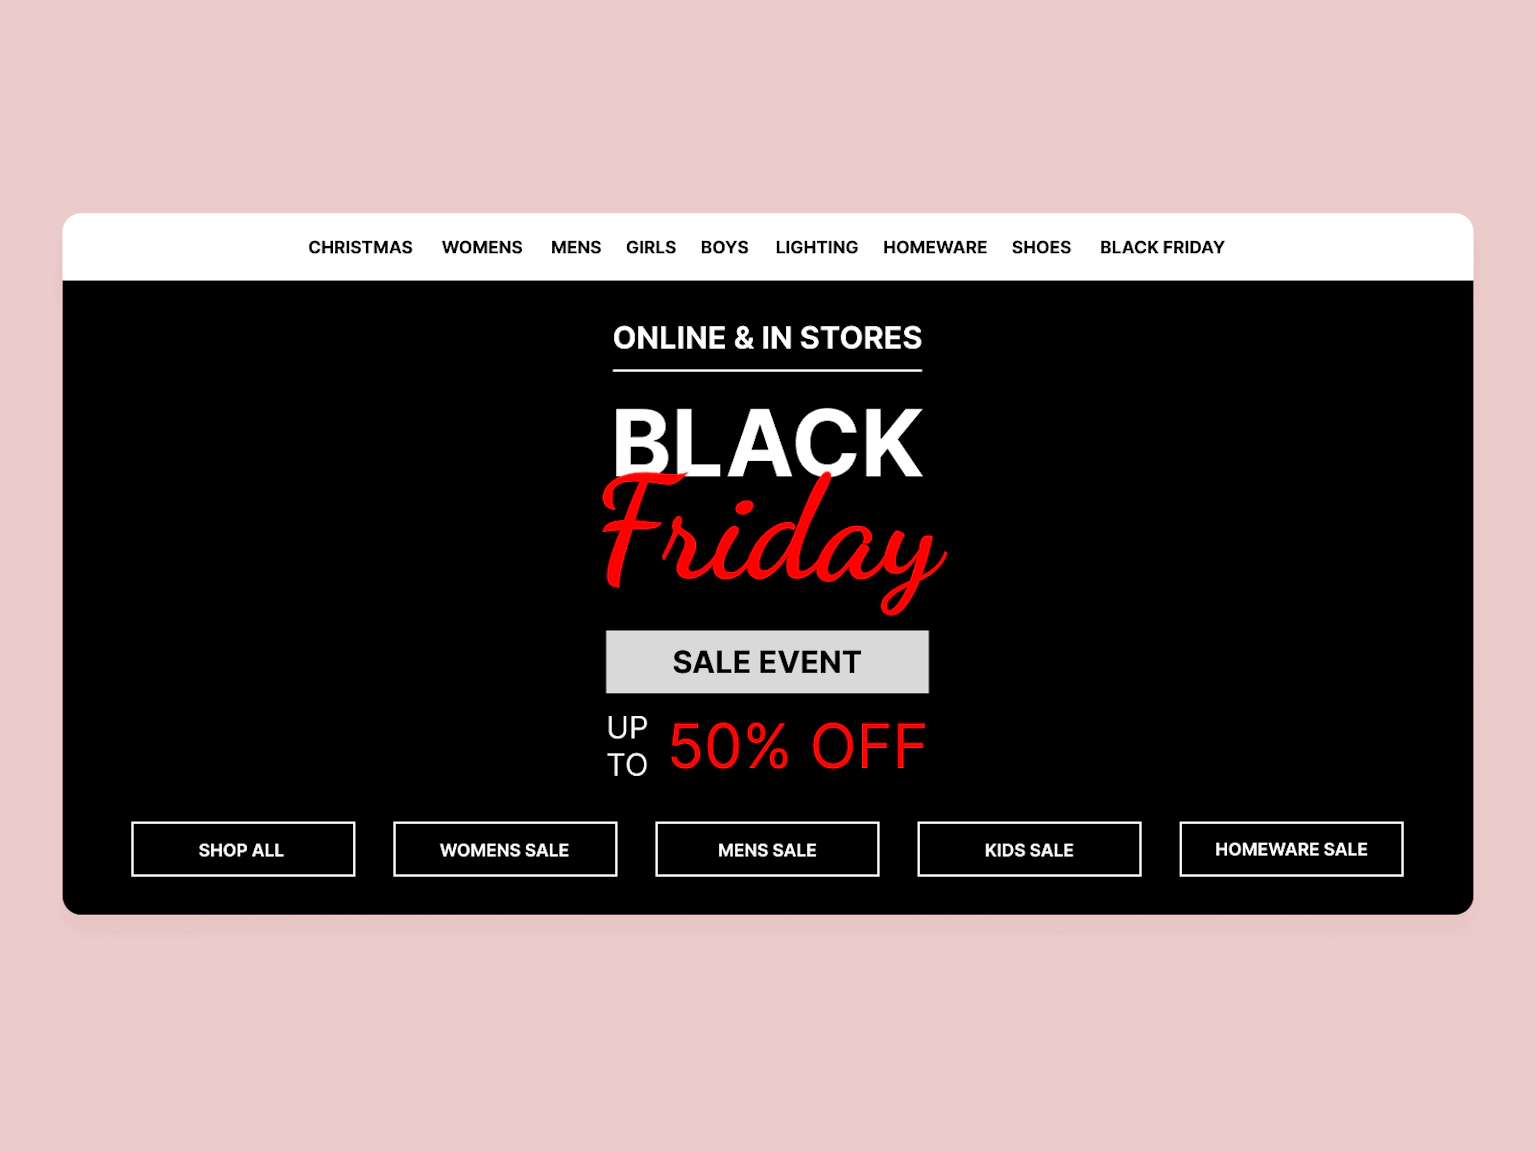 CHRISTMAS WOMENS MENS GIRLS BOYS LIGHTING HOMEWARE SHOES BLACK FRIDAY
ONLINE & IN STORES
BLACK
Friday
SALE EVENT
UP TO 50% OFF
SHOP ALL WOMENS SALE MENS SALE KIDS SALE HOMEWARE SALE